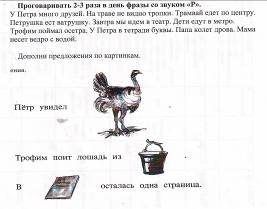 Проговаривать 2-3 раза в день фразы со звуком «Р».
У Петра много друзей. На траве не видно тропки. Трамвай едет по центру.
Петрушка ест ватрушку. Завтра мы идем в театр. Дети едут в метро.
Трофим поймал осетра. У Петра в тетради буквы. Папа колет дрова. Мама
несет ведро с водой.
Дополни предложения по картинкам.
Пётр увидел
Трофим поит лошадь из
В осталась одна страница.